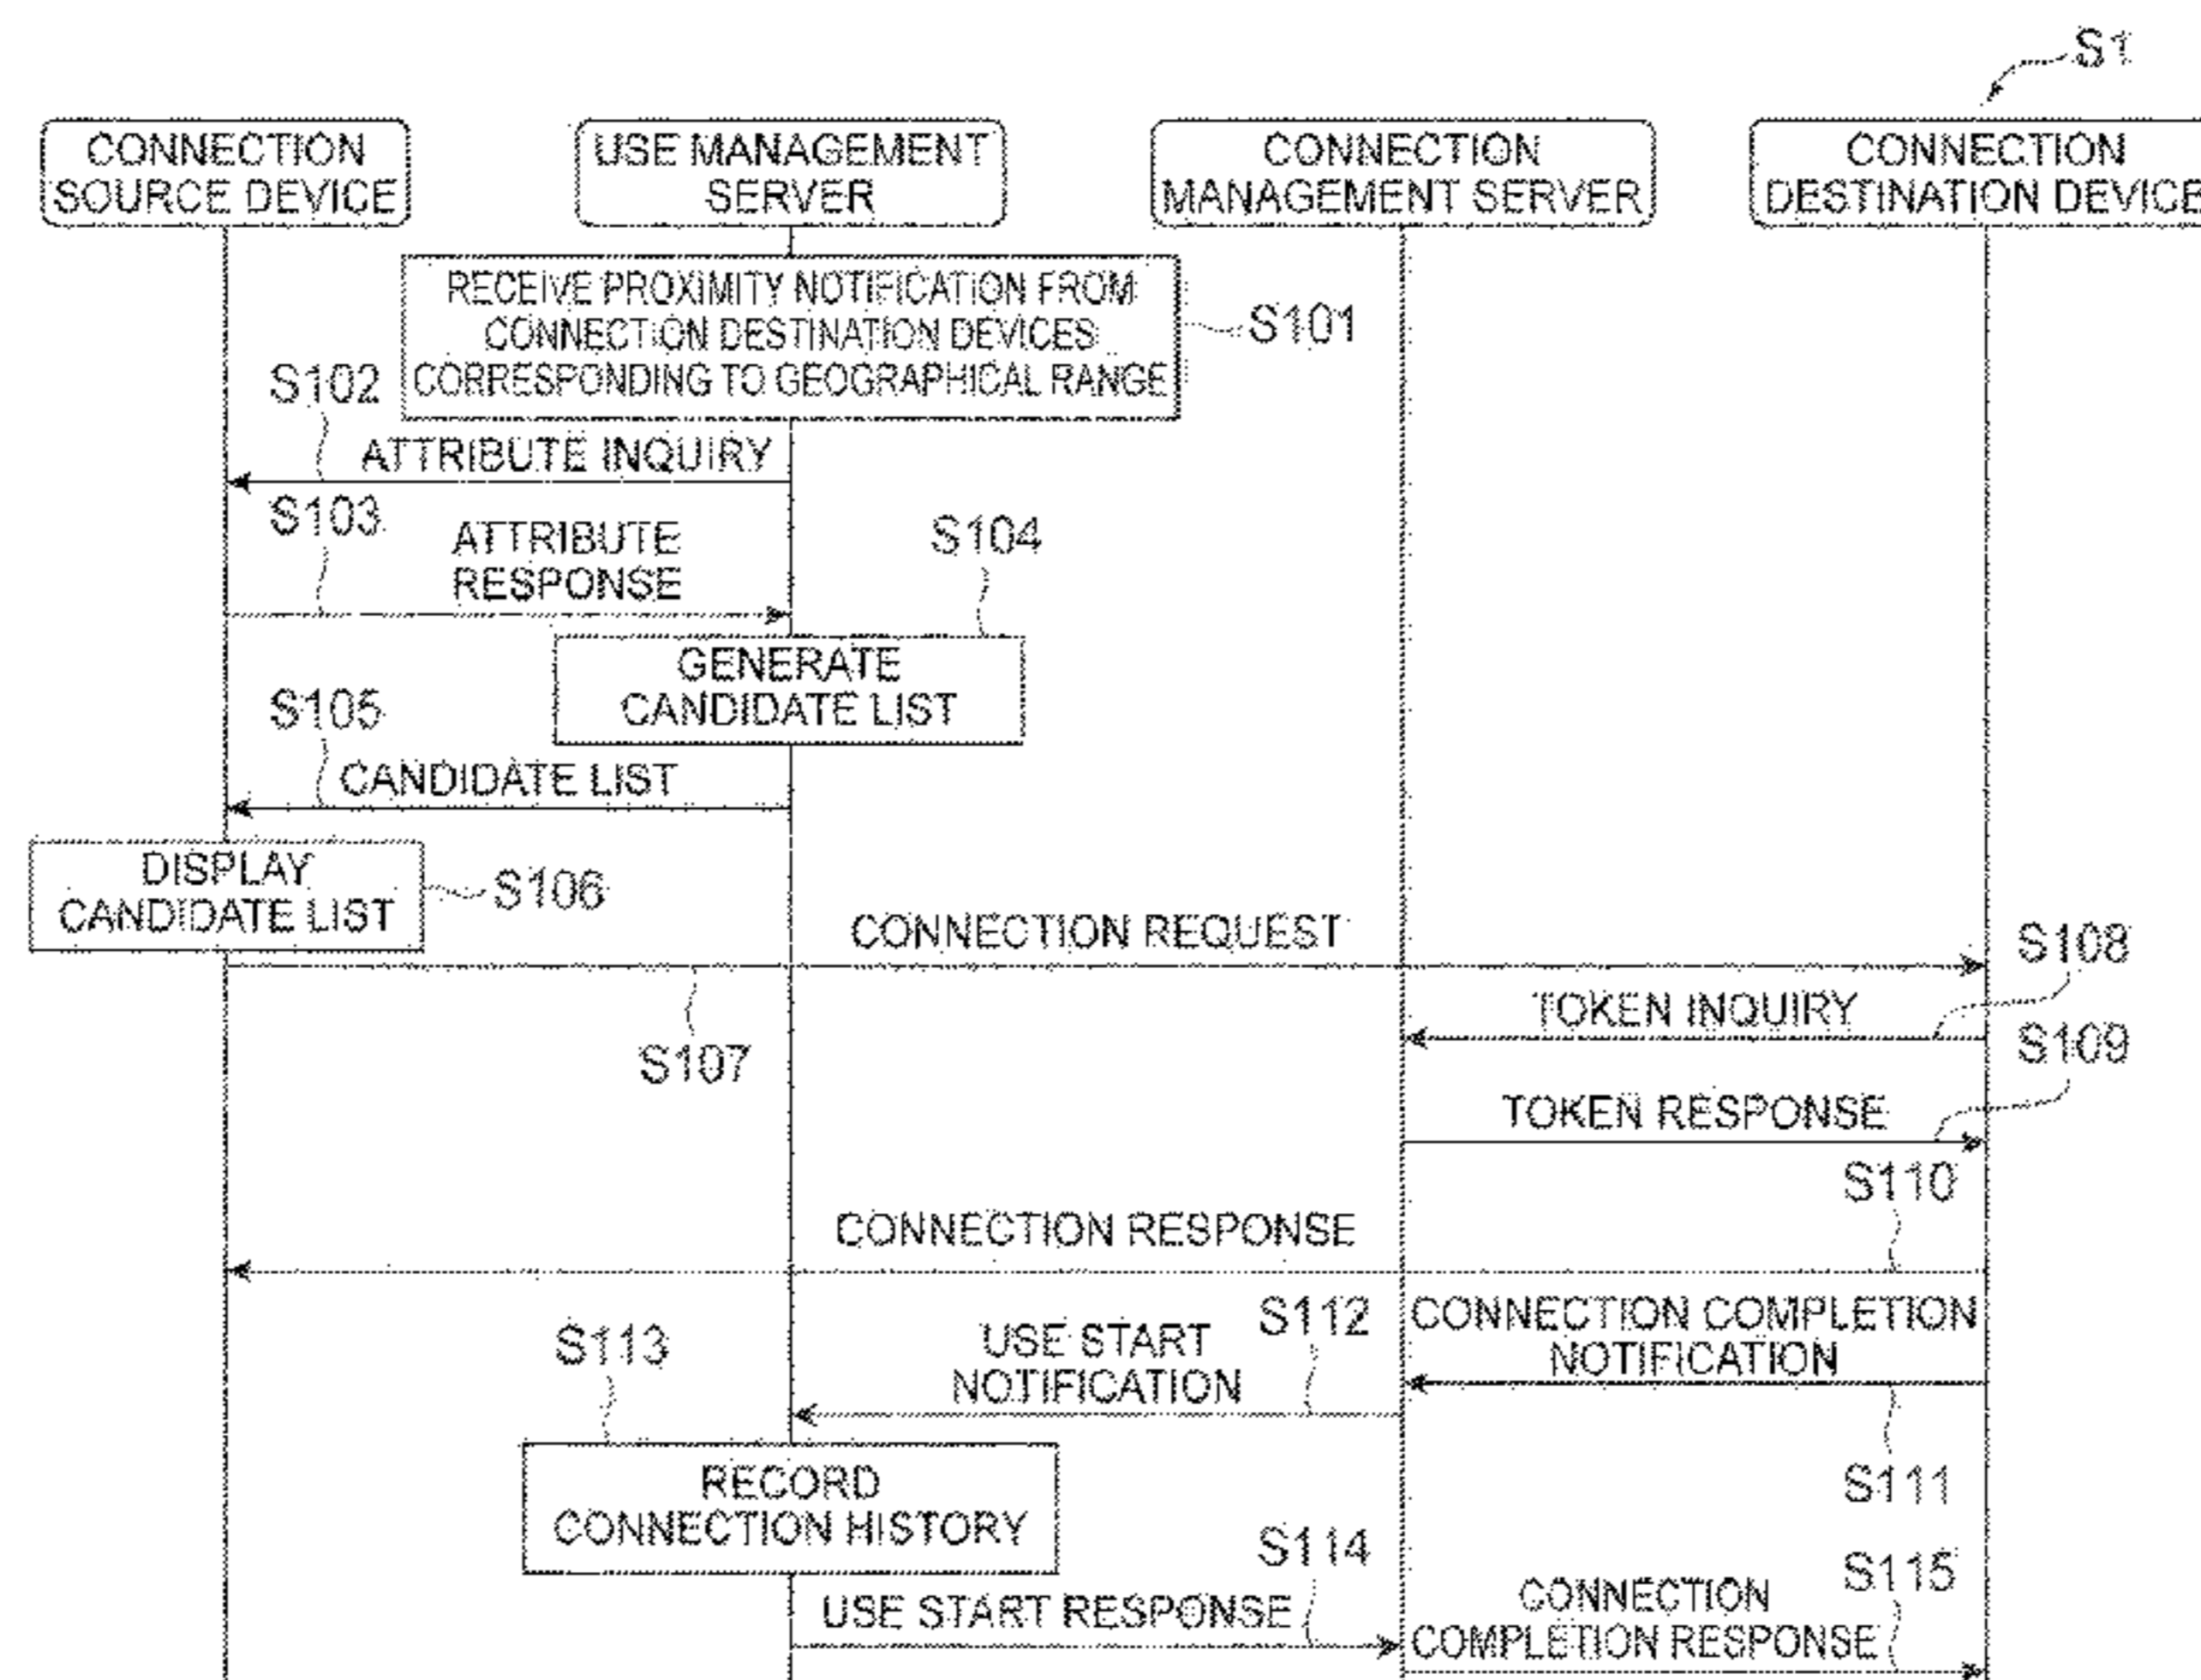 S1
CONNECTION
SOURCE DEVICE
USE MANAGEMENT
SERVER
CONNECTION
MANAGEMENT SERVER
CONNECTION
DESTINATION DEVICE
RECEIVE PROXIMITY NOTIFICATION FROM
CONNECTION DESTINATION DEVICES
CORRESPONDING TO GEOGRAPHICAL RANGE
S101
S102
ATTRIBUTE INQUIRY
S103
ATTRIBUTE
RESPONSE
S104
GENERATE
CANDIDATE LIST
S105
CANDIDATE LIST
DISPLAY
CANDIDATE LIST
S106
CONNECTION REQUEST
S107
S108
TOKEN INQUIRY
S109
TOKEN RESPONSE
S110
CONNECTION RESPONSE
CONNECTION COMPLETION
NOTIFICATION
S111
S112
USE START
NOTIFICATION
S113
RECORD
CONNECTION HISTORY
S114
USE START RESPONSE
S115
CONNECTION
COMPLETION RESPONSE